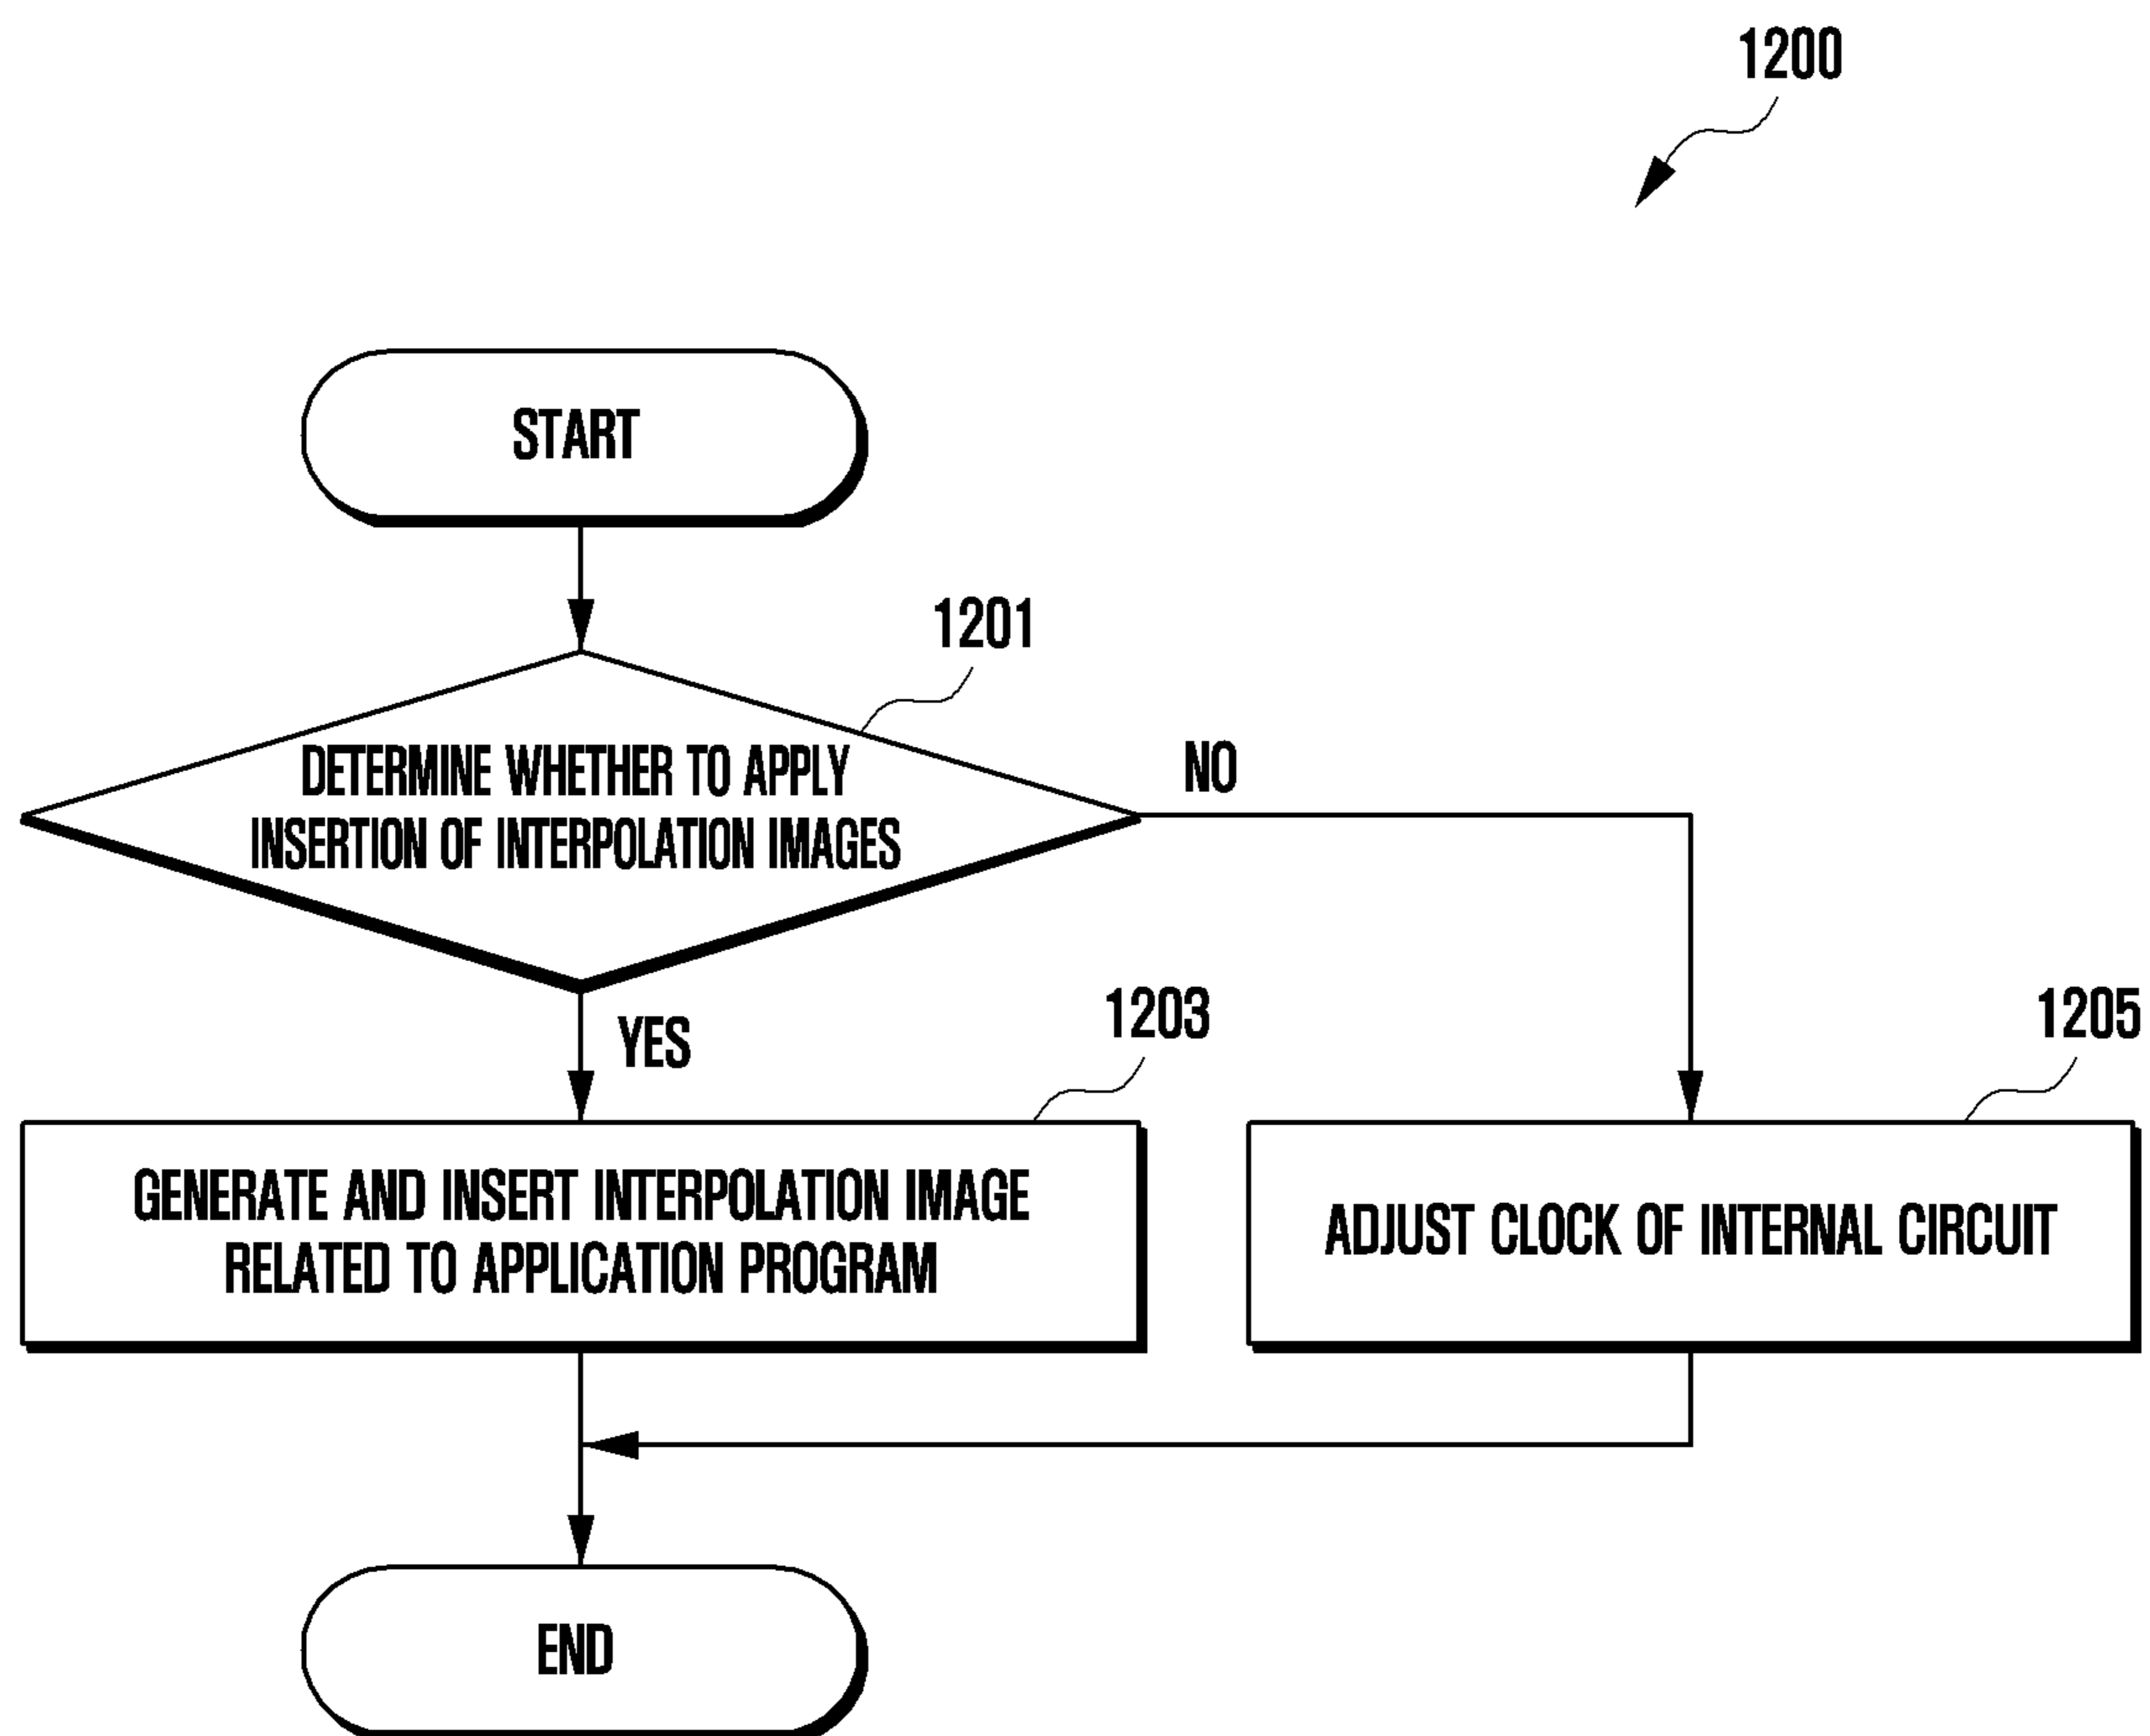 1200
START
1201
DETERMINE WHETHER TO APPLY
INSERTION OF INTERPOLATION IMAGES
NO
YES
1203
GENERATE AND INSERT INTERPOLATION IMAGE
RELATED TO APPLICATION PROGRAM
1205
ADJUST CLOCK OF INTERNAL CIRCUIT
END